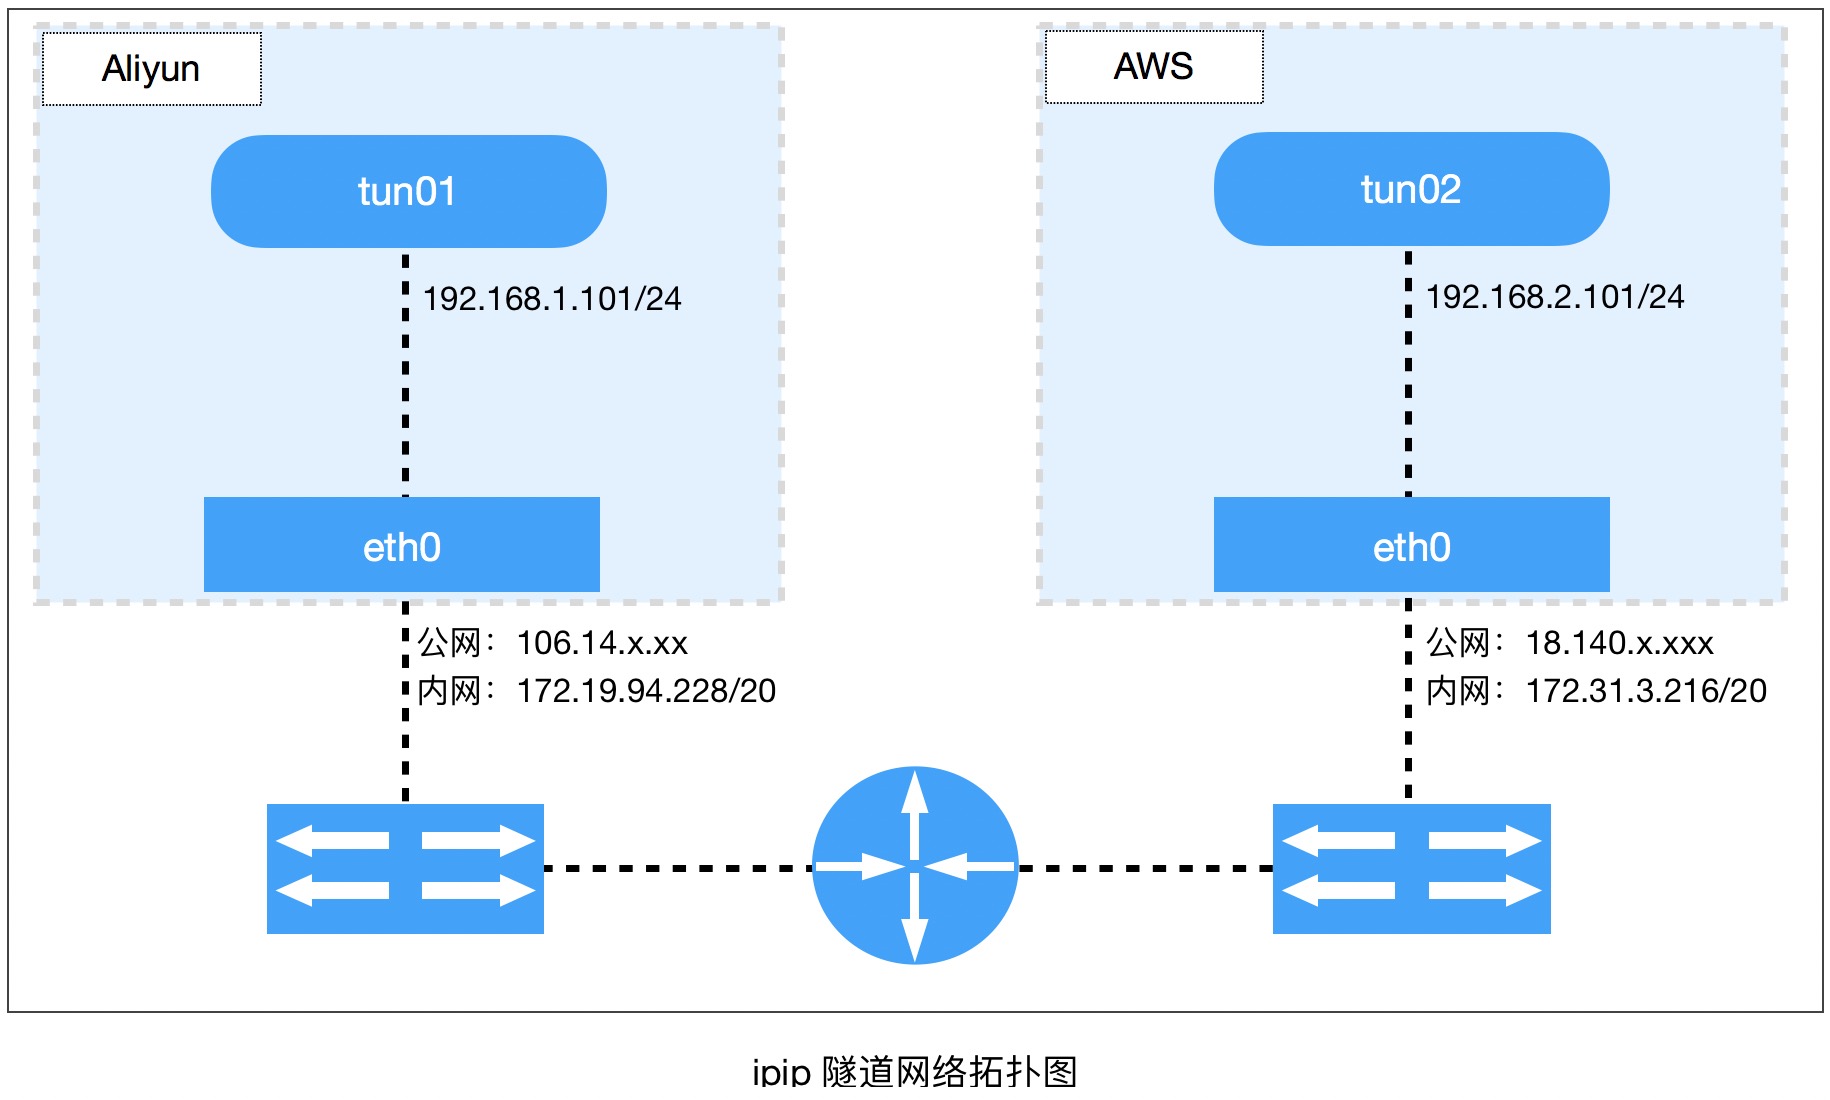 Aliyun
AWS
tun01
tun02
192.168.1.101/24
192.168.2.101/24
eth0
eth0
公网：106.14.x.xx
内网：172.19.94.228/20
公网：18.140.x.xxx
内网：172.31.3.216/20
ipip 隧道网络拓扑图